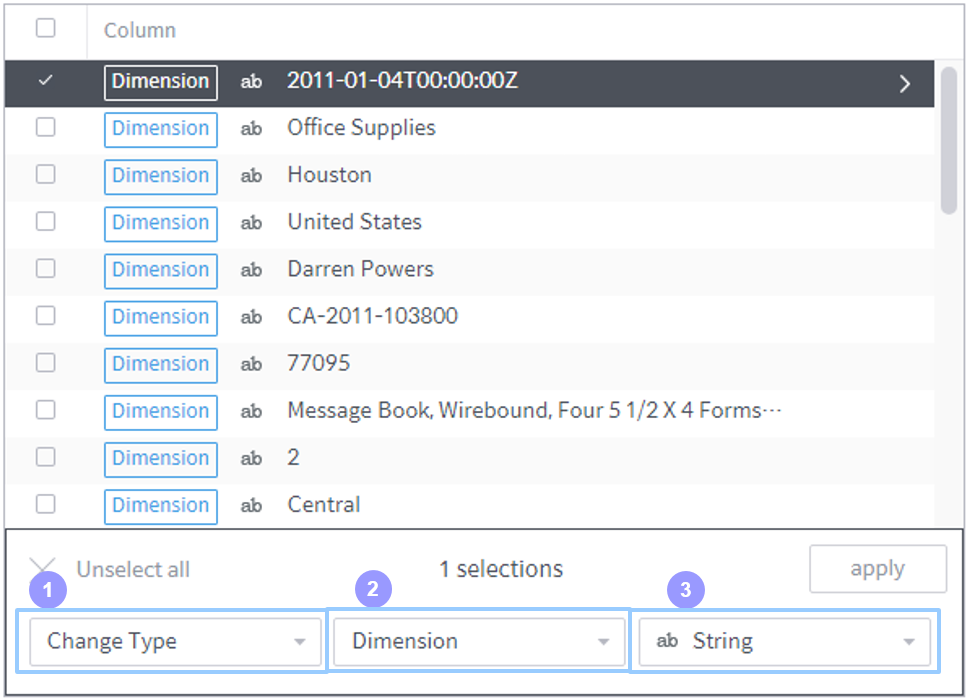 Column
Dimension ab 2011-01-04T00:00:00Z
Dimension ab Office Supplies
Dimension ab Houston
Dimension ab United States
Dimension ab Darren Powers
Dimension ab CA-2011-103800
Dimension ab 77095
Dimension ab Message Book, Wirebound, Four 5 1/2 X 4 Forms···
Dimension ab 2
Dimension ab Central
Unselect all 1 selections apply
1 2 3
Change Type Dimension ab String